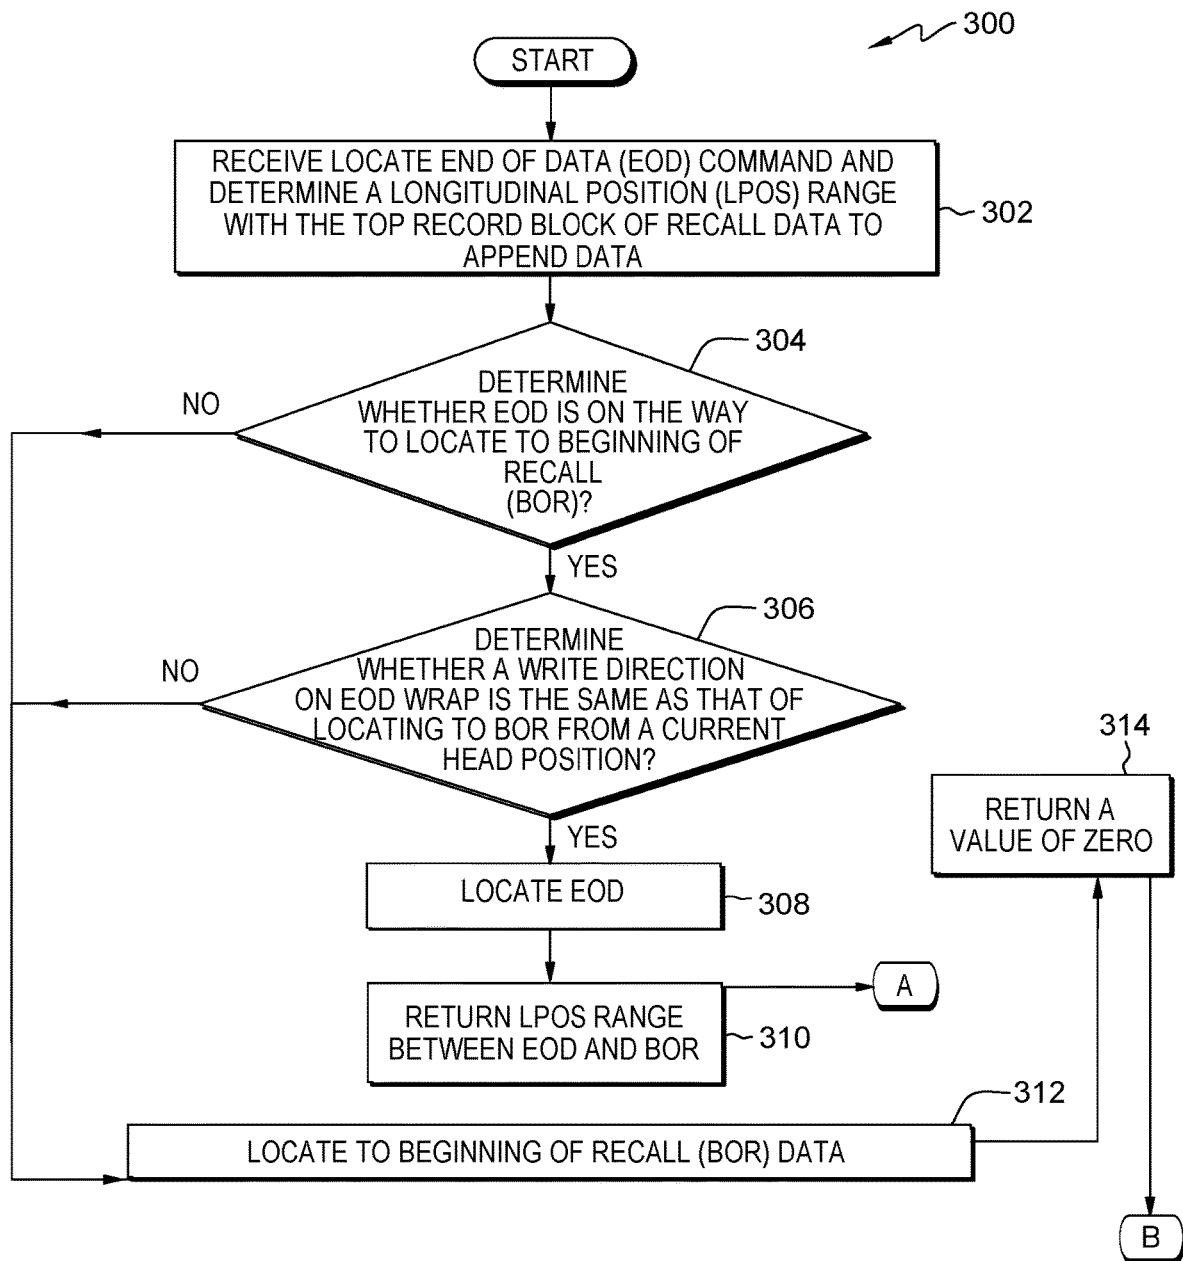 300
START
RECEIVE LOCATE END OF DATA (EOD) COMMAND AND
DETERMINE A LONGITUDINAL POSITION (LPOS) RANGE
WITH THE TOP RECORD BLOCK OF RECALL DATA TO
APPEND DATA
302
304
DETERMINE
WHETHER EOD IS ON THE WAY
TO LOCATE TO BEGINNING OF
RECALL
(BOR)?
NO
YES
306
DETERMINE
WHETHER A WRITE DIRECTION
ON EOD WRAP IS THE SAME AS THAT OF
LOCATING TO BOR FROM A CURRENT
HEAD POSITION?
NO
YES
314
RETURN A
VALUE OF ZERO
LOCATE EOD
308
RETURN LPOS RANGE
BETWEEN EOD AND BOR
310
A
312
LOCATE TO BEGINNING OF RECALL (BOR) DATA
B